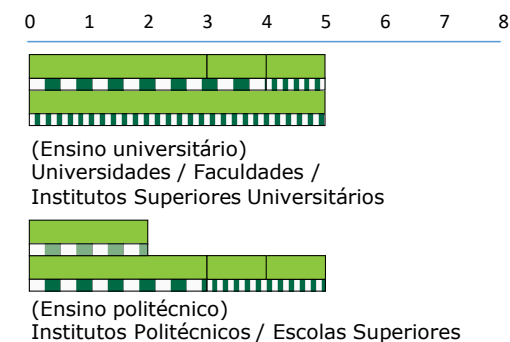 0 1 2 3 4 5 6 7 8
(Ensino universitário)
Universidades / Faculdades /
Institutos Superiores Universitários
(Ensino politécnico)
Institutos Politécnicos / Escolas Superiores